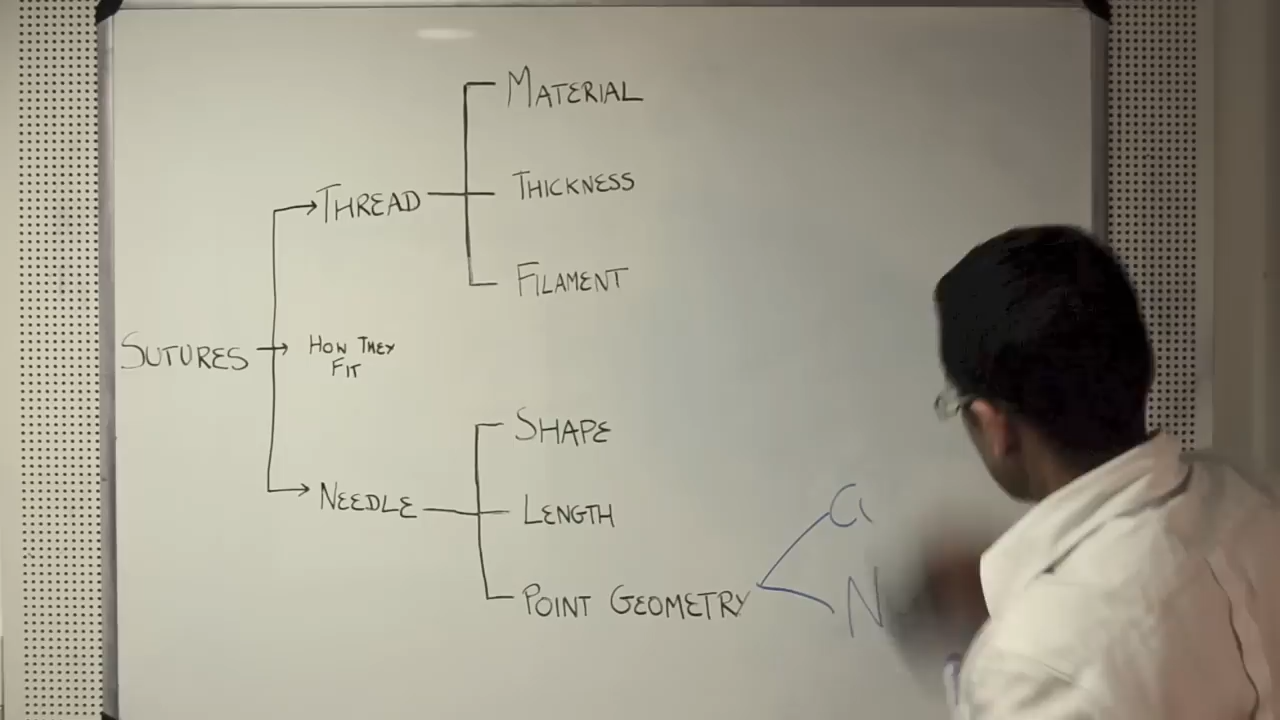 MATERIAL
THICKNESS
THREAD
FILAMENT
SUTURES
HOW THEY
FIT
SHAPE
NEEDLE
LENGTH
POINT GEOMETRY